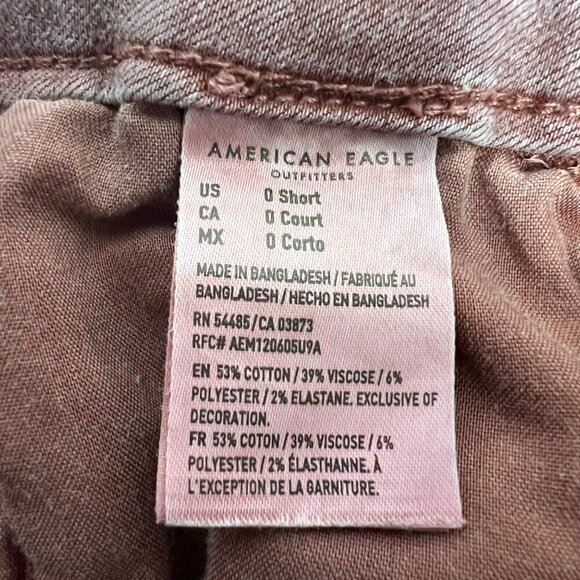 AMERICAN EAGLE
OUTFITTERS
US 0 Short
CA 0 Court
MX 0 Corto
MADE IN BANGLADESH / FABRIQUÉ AU
BANGLADESH / HECHO EN BANGLADESH
RN 54485 / CA 03873
RFC# AEM120605U9A
EN 53% COTTON / 39% VISCOSE / 6%
POLYESTER / 2% ELASTANE. EXCLUSIVE OF
DECORATION.
FR 53% COTON / 39% VISCOSE / 6%
POLYESTER / 2% ÉLASTHANNE. À
L'EXCEPTION DE LA GARNITURE.